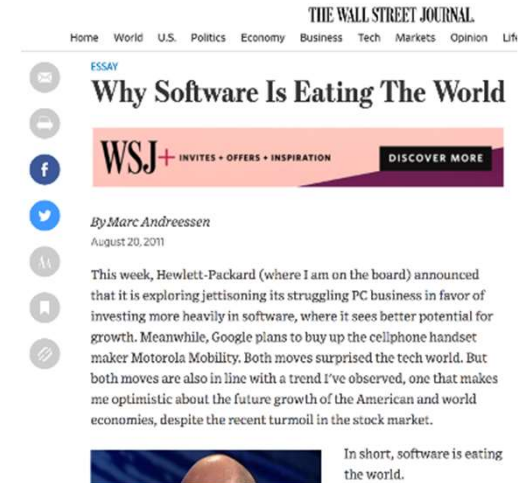 THE WALL STREET JOURNAL.
Home World U.S. Politics Economy Business Tech Markets Opinion
ESSAY
Why Software Is Eating The World
WSJ+ INVITES + OFFERS + INSPIRATION DISCOVER MORE
By Marc Andreessen
August 20, 2011
This week, Hewlett-Packard (where I am on the board) announced
that it is exploring jettisoning its struggling PC business in favor of
investing more heavily in software, where it sees better potential for
growth. Meanwhile, Google plans to buy up the cellphone handset
maker Motorola Mobility. Both moves surprised the tech world. But
both moves are also in line with a trend I've observed, one that makes
me optimistic about the future growth of the American and world
economies, despite the recent turmoil in the stock market.
In short, software is eating
the world.